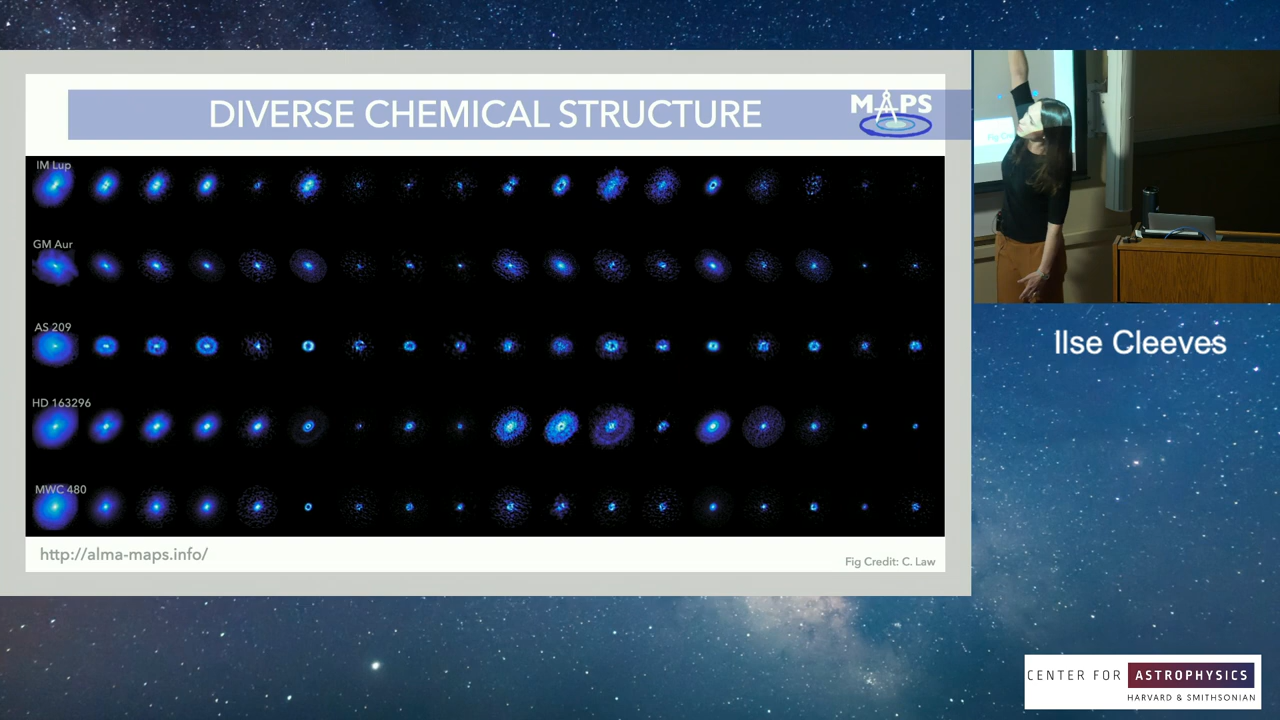 DIVERSE CHEMICAL STRUCTURE
MAPS
IM Lup
GM Aur
AS 209
HD 163296
MWC 480
http://alma-maps.info/
Fig Credit: C. Law
Ilse Cleeves
CENTER FOR ASTROPHYSICS
HARVARD & SMITHSONIAN